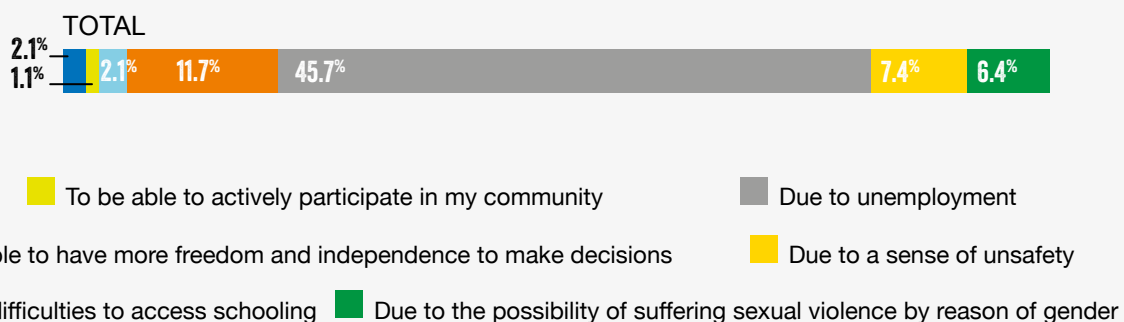 TOTAL
2.1%
1.1%
2.1% 11.7% 45.7% 7.4% 6.4%
To be able to actively participate in my community Due to unemployment
to have more freedom and independence to make decisions Due to a sense of unsafety
difficulties to access schooling Due to the possibility of suffering sexual violence by reason of gender